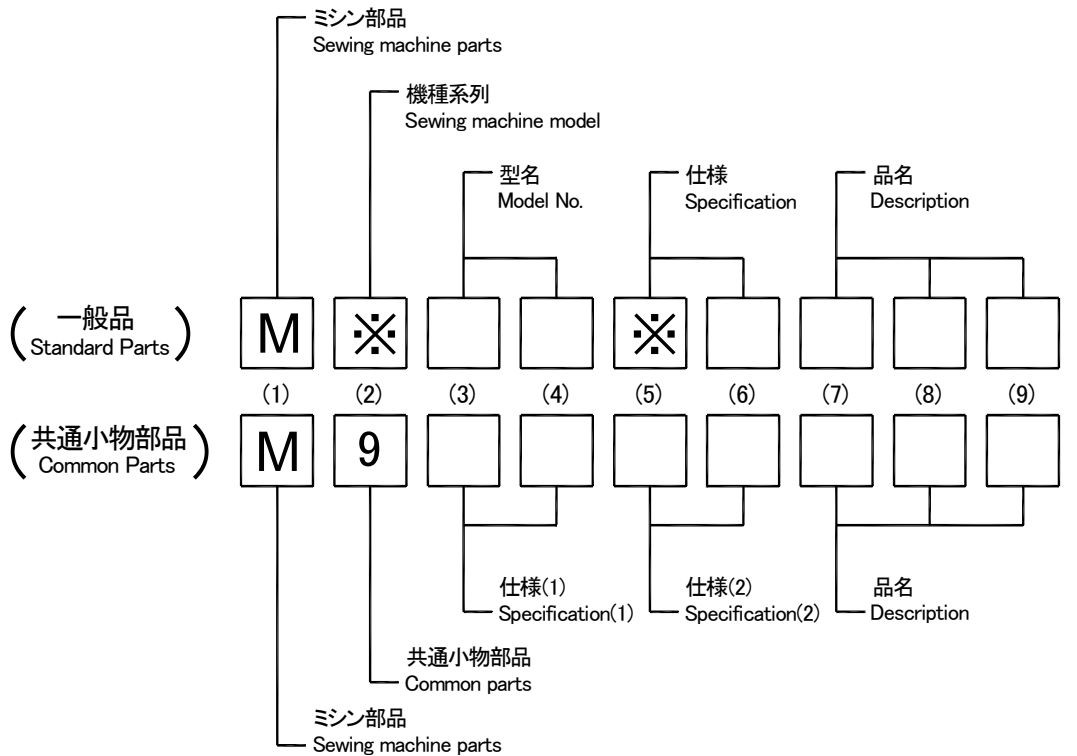 ミシン部品
Sewing machine parts
機種系列
Sewing machine model
型名
Model No.
仕様
Specification
品名
Description
(一般品
Standard Parts)
M ※ ※
(1) (2) (3) (4) (5) (6) (7) (8) (9)
(共通小物部品
Common Parts)
M 9
仕様(1)
Specification(1)
仕様(2)
Specification(2)
品名
Description
共通小物部品
Common parts
ミシン部品
Sewing machine parts